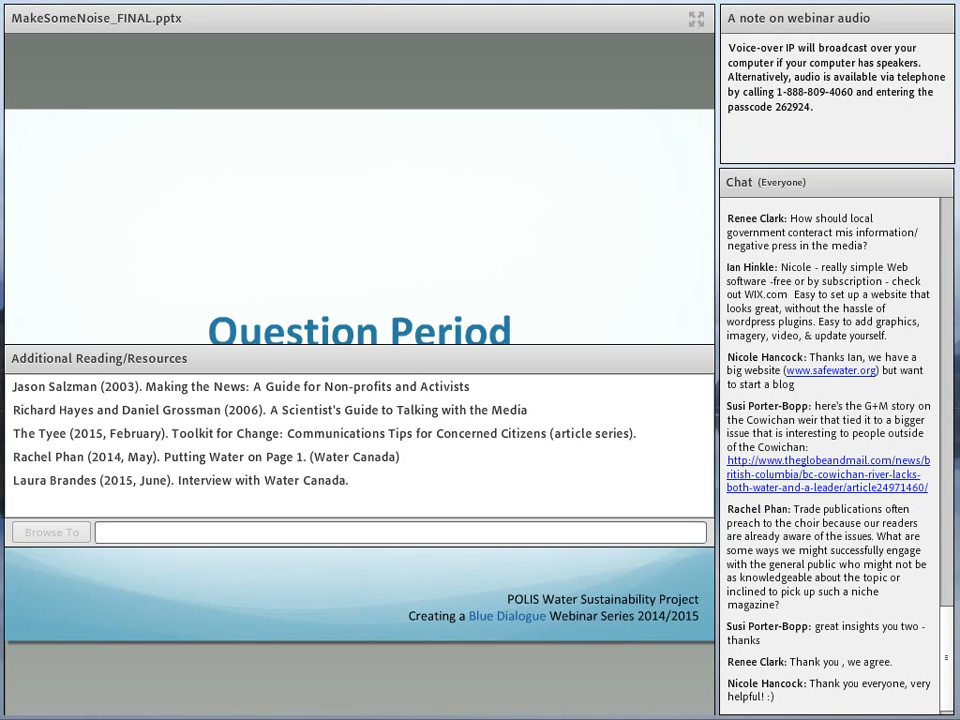 MakeSomeNoise_FINAL.pptx
Question Period
Additional Reading/Resources
Jason Salzman (2003). Making the News: A Guide for Non-profits and Activists
Richard Hayes and Daniel Grossman (2006). A Scientist's Guide to Talking with the Media
The Tyee (2015, February). Toolkit for Change: Communications Tips for Concerned Citizens (article series).
Rachel Phan (2014, May). Putting Water on Page 1. (Water Canada)
Laura Brandes (2015, June). Interview with Water Canada.
Browse To
POLIS Water Sustainability Project
Creating a Blue Dialogue Webinar Series 2014/2015
A note on webinar audio
Voice-over IP will broadcast over your
computer if your computer has speakers.
Alternatively, audio is available via telephone
by calling 1-888-809-4060 and entering the
passcode 262924.
Chat (Everyone)
Renee Clark: How should local
government conteract mis information/
negative press in the media?
Ian Hinkle: Nicole - really simple Web
software -free or by subscription - check
out WIX.com Easy to set up a website that
looks great, without the hassle of
wordpress plugins. Easy to add graphics,
imagery, video, & update yourself.
Nicole Hancock: Thanks Ian, we have a
big website (www.safewater.org) but want
to start a blog
Susi Porter-Bopp: here's the G+M story on
the Cowichan weir that tied it to a bigger
issue that is interesting to people outside
of the Cowichan:
http://www.theglobeandmail.com/news/b
ritish-columbia/bc-cowichan-river-lacks-
both-water-and-a-leader/article24971460/
Rachel Phan: Trade publications often
preach to the choir because our readers
are already aware of the issues. What are
some ways we might successfully engage
with the general public who might not be
as knowledgeable about the topic or
inclined to pick up such a niche
magazine?
Susi Porter-Bopp: great insights you two -
thanks
Renee Clark: Thank you , we agree.
Nicole Hancock: Thank you everyone, very
helpful! :)